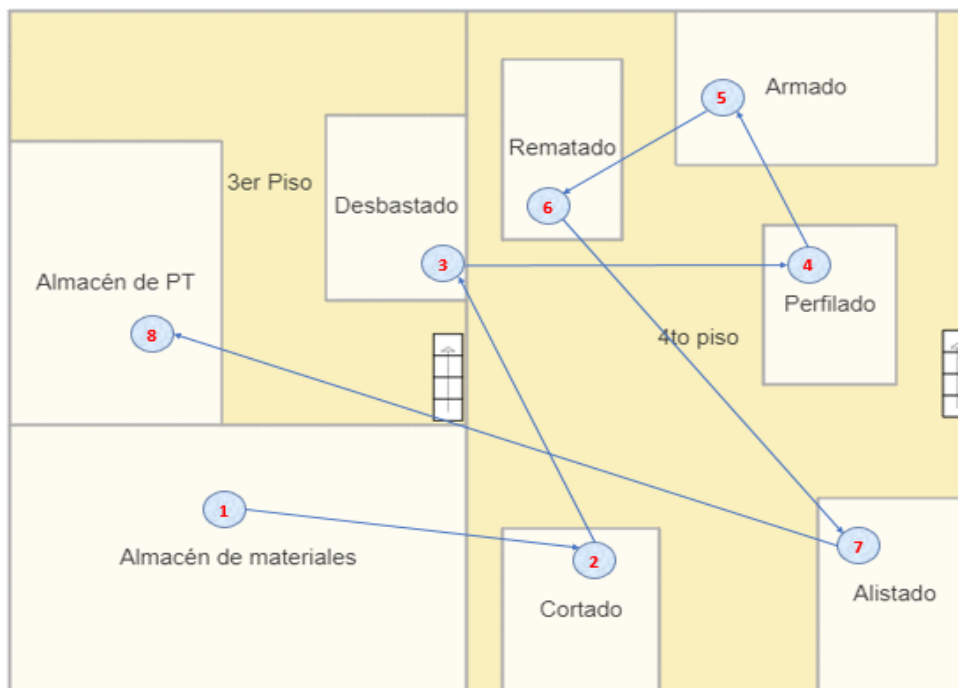 Armado
5
Rematado
3er Piso
Desbastado
6
3
4
Almacén de PT
Perfilado
8
4to piso
1
Almacén de materiales
2
7
Cortado
Alistado